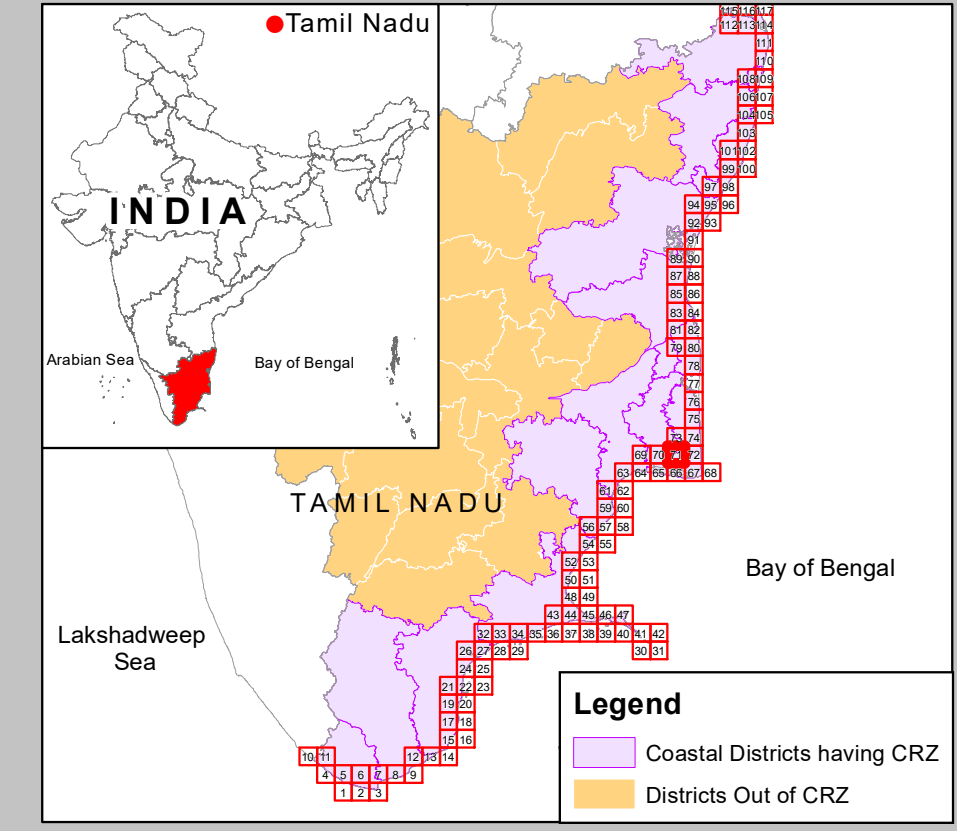 Tamil Nadu
INDIA
Arabian Sea
Bay of Bengal
115 116 117
112 113 114
111
110
108 109
106 107
104 105
103
101 102
99 100
97 98
94 95 96
92 93
91
89 90
87 88
85 86
83 84
81 82
79 80
78
77
76
75
73 74
69 70 71 72
63 64 65 66 67 68
61 62
TAMIL NADU
59 60
56 57 58
54 55
52 53
Bay of Bengal
50 51
48 49
43 44 45 46 47
32 33 34 35 36 37 38 39 40 41 42
Lakshadweep
Sea
26 27 28 29 30 31
24 25
21 22 23
19 20
17 18
15 16
10 11 12 13 14
4 5 6 7 8 9
1 2 3
Legend
Coastal Districts having CRZ
Districts Out of CRZ